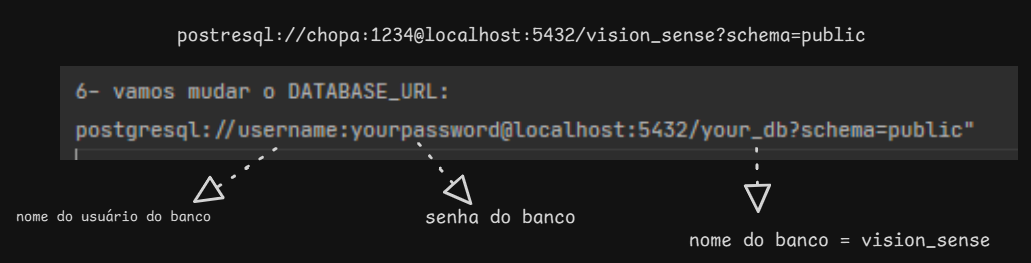 postresql://chopa:1234@localhost:5432/vision_sense?schema=public
6- vamos mudar o DATABASE_URL:
postgresql://username:yourpassword@localhost:5432/your_db?schema=public"
nome do usuário do banco
senha do banco
nome do banco = vision_sense